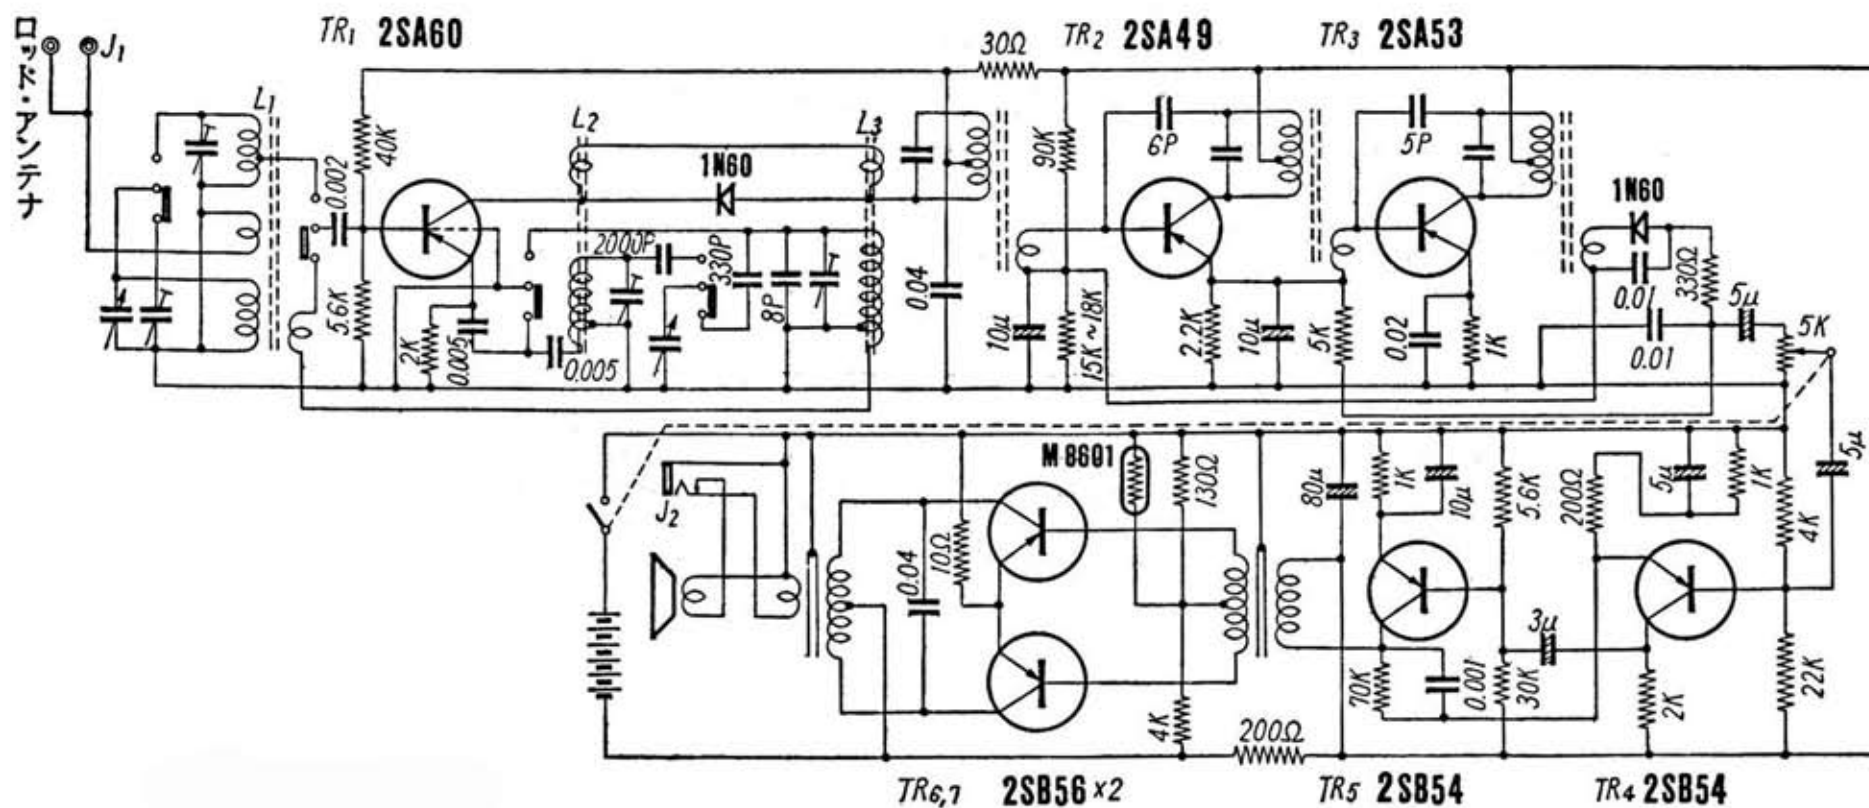 ロッド・アンテナ
J1
TR1 2SA60
30Ω
TR2 2SA49
TR3 2SA53
L1
L2
L3
40K
0.002
1N60
90K
6P
5P
1N60
2000P
330P
8P
0.04
5.6K
2K
0.005
0.005
10μ
15K~18K
2.2K
10μ
5K
0.02
1K
0.01
330Ω
5μ
0.01
5K
M8601
130Ω
80μ
1K
10μ
5.6K
200Ω
5μ
1K
4K
5μ
J2
0.04
10Ω
4K
200Ω
70K
0.001
30K
3μ
2K
22K
TR6,7 2SB56×2
TR5 2SB54
TR4 2SB54